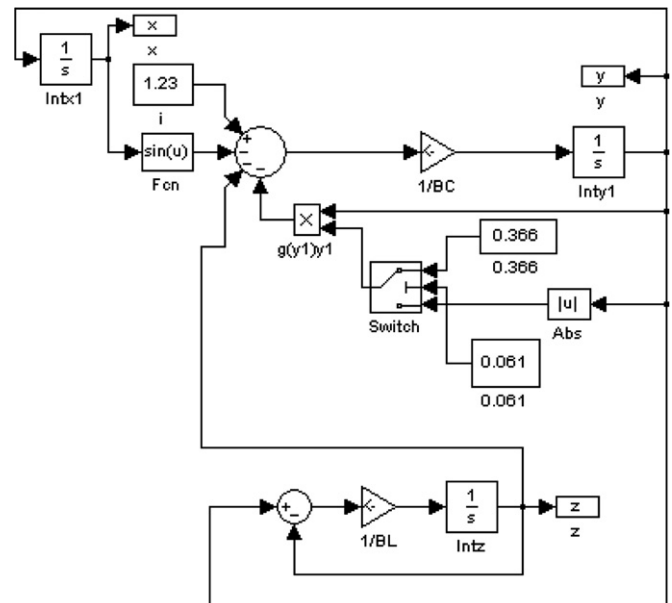 x
x
1
s
Intx1
1.23
i
y
y
sin(u)
Fcn
+
−
−
−
1/BC
1
s
Inty1
×
g(y1)y1
0.366
0.366
Switch
|u|
Abs
0.061
0.061
+
−
1/BL
1
s
Intz
z
z